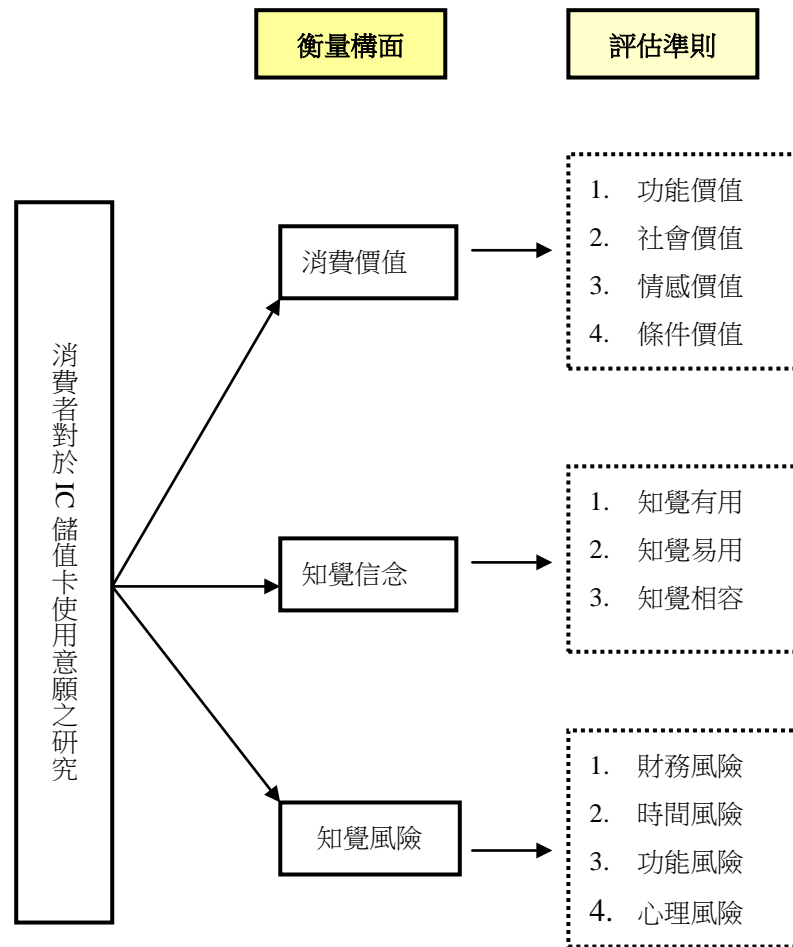 衡量構面
評估準則
消費者對於 IC 儲值卡使用意願之研究
消費價值
1. 功能價值
2. 社會價值
3. 情感價值
4. 條件價值
知覺信念
1. 知覺有用
2. 知覺易用
3. 知覺相容
知覺風險
1. 財務風險
2. 時間風險
3. 功能風險
4. 心理風險